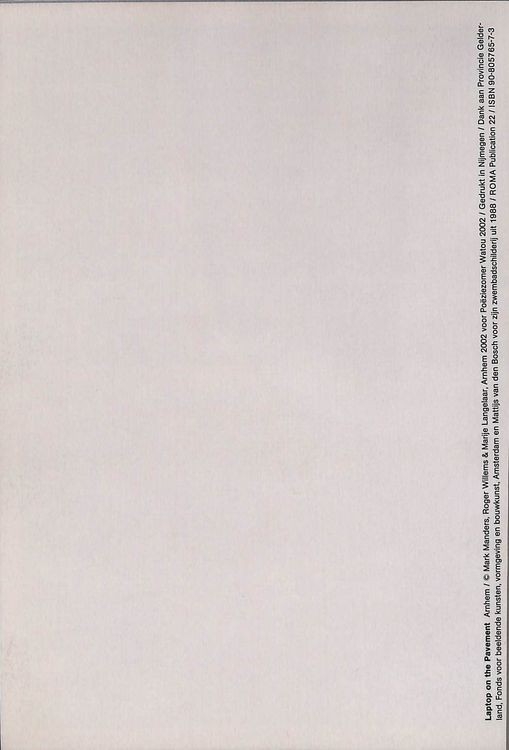 Laptop on the Pavement Arnhem / © Mark Manders, Roger Willems & Marije Langelaar, Arnhem 2002 voor Poëziezomer Watou 2002 / Gedrukt in Nijmegen / Dank aan Provincie Gelder-
land, Fonds voor beeldende kunsten, vormgeving en bouwkunst, Amsterdam en Mattijs van den Bosch voor zijn zwembadschilderij uit 1988 / ROMA Publication 22 / ISBN 90-805765-7-3